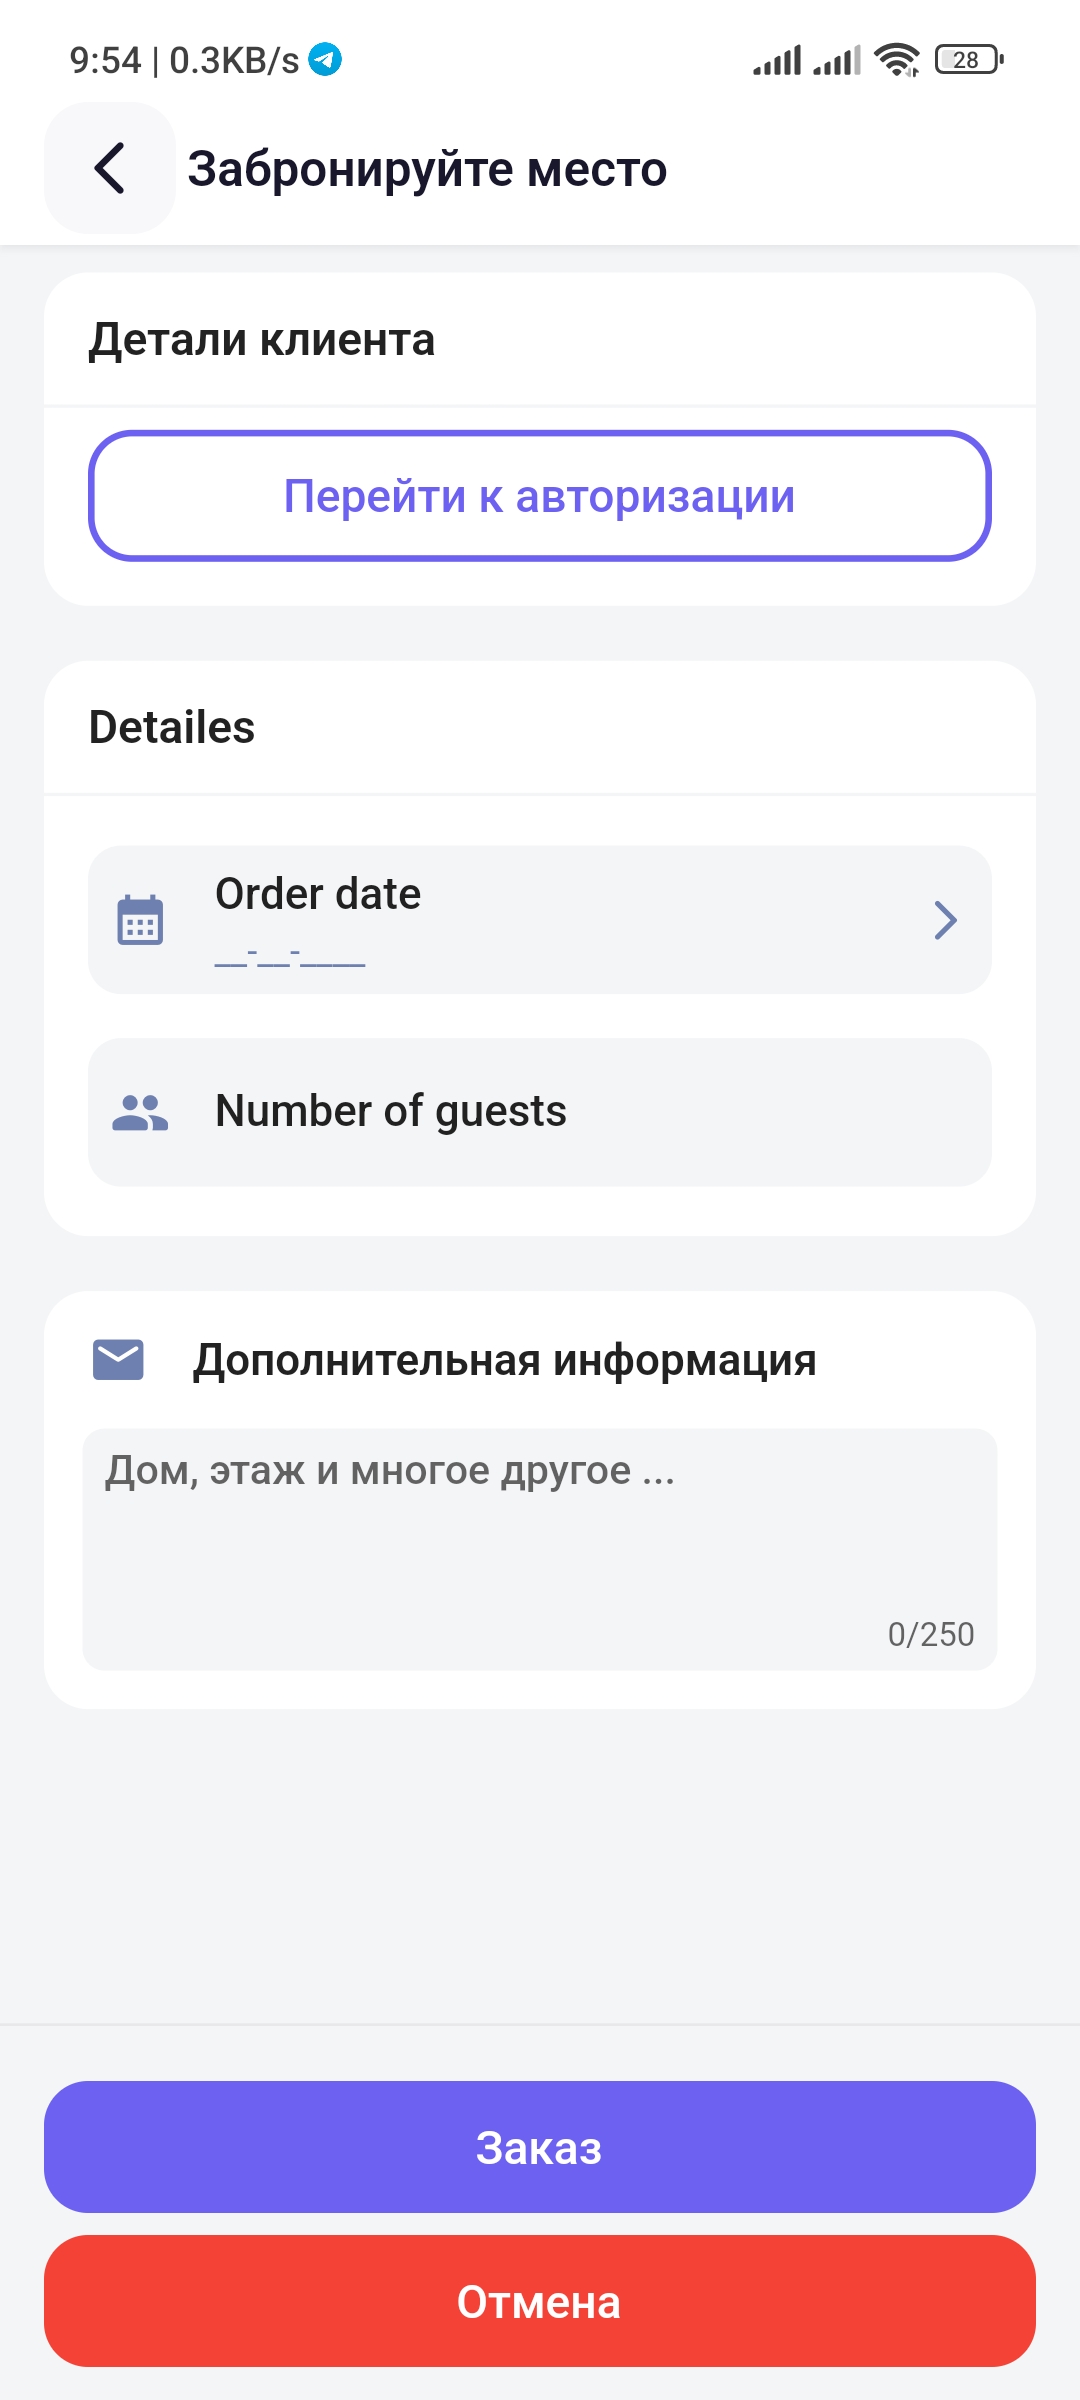 9:54 | 0.3KB/s
28
Забронируйте место
Детали клиента
Перейти к авторизации
Detailes
Order date
__-__-____
Number of guests
Дополнительная информация
Дом, этаж и многое другое ...
0/250
Заказ
Отмена